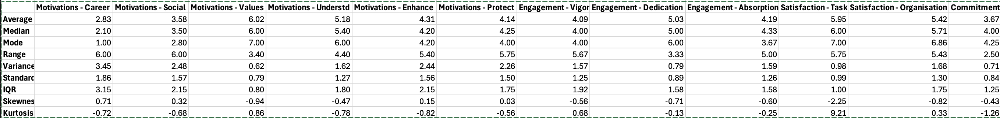 Motivations - Career Motivations - Social Motivations - Values Motivations - Understd Motivations - Enhance Motivations - Protect Engagement - Vigor Engagement - Dedication Engagement - Absorption Satisfaction - Task Satisfaction - Organisation Commitment
Average 2.83 3.58 6.02 5.18 4.31 4.14 4.09 5.03 4.19 5.95 5.42 3.67
Median 2.10 3.50 6.00 5.40 4.20 4.25 4.00 5.00 4.33 6.00 5.71 4.00
Mode 1.00 2.80 7.00 6.00 4.20 4.00 4.00 6.00 3.67 7.00 6.86 4.25
Range 6.00 6.00 3.40 4.40 5.40 5.75 5.67 3.33 5.00 5.75 5.43 2.50
Variance 3.45 2.48 0.62 1.62 2.44 2.26 1.57 0.79 1.59 0.98 1.68 0.71
Standard 1.86 1.57 0.79 1.27 1.56 1.50 1.25 0.89 1.26 0.99 1.30 0.84
IQR 3.15 2.15 0.80 1.80 2.15 1.75 1.92 1.58 1.58 1.00 1.75 1.25
Skewnes 0.71 0.32 -0.94 -0.47 0.15 0.03 -0.56 -0.71 -0.60 -2.25 -0.82 -0.43
Kurtosis -0.72 -0.68 0.86 -0.78 -0.82 -0.56 0.68 -0.13 -0.25 9.21 0.33